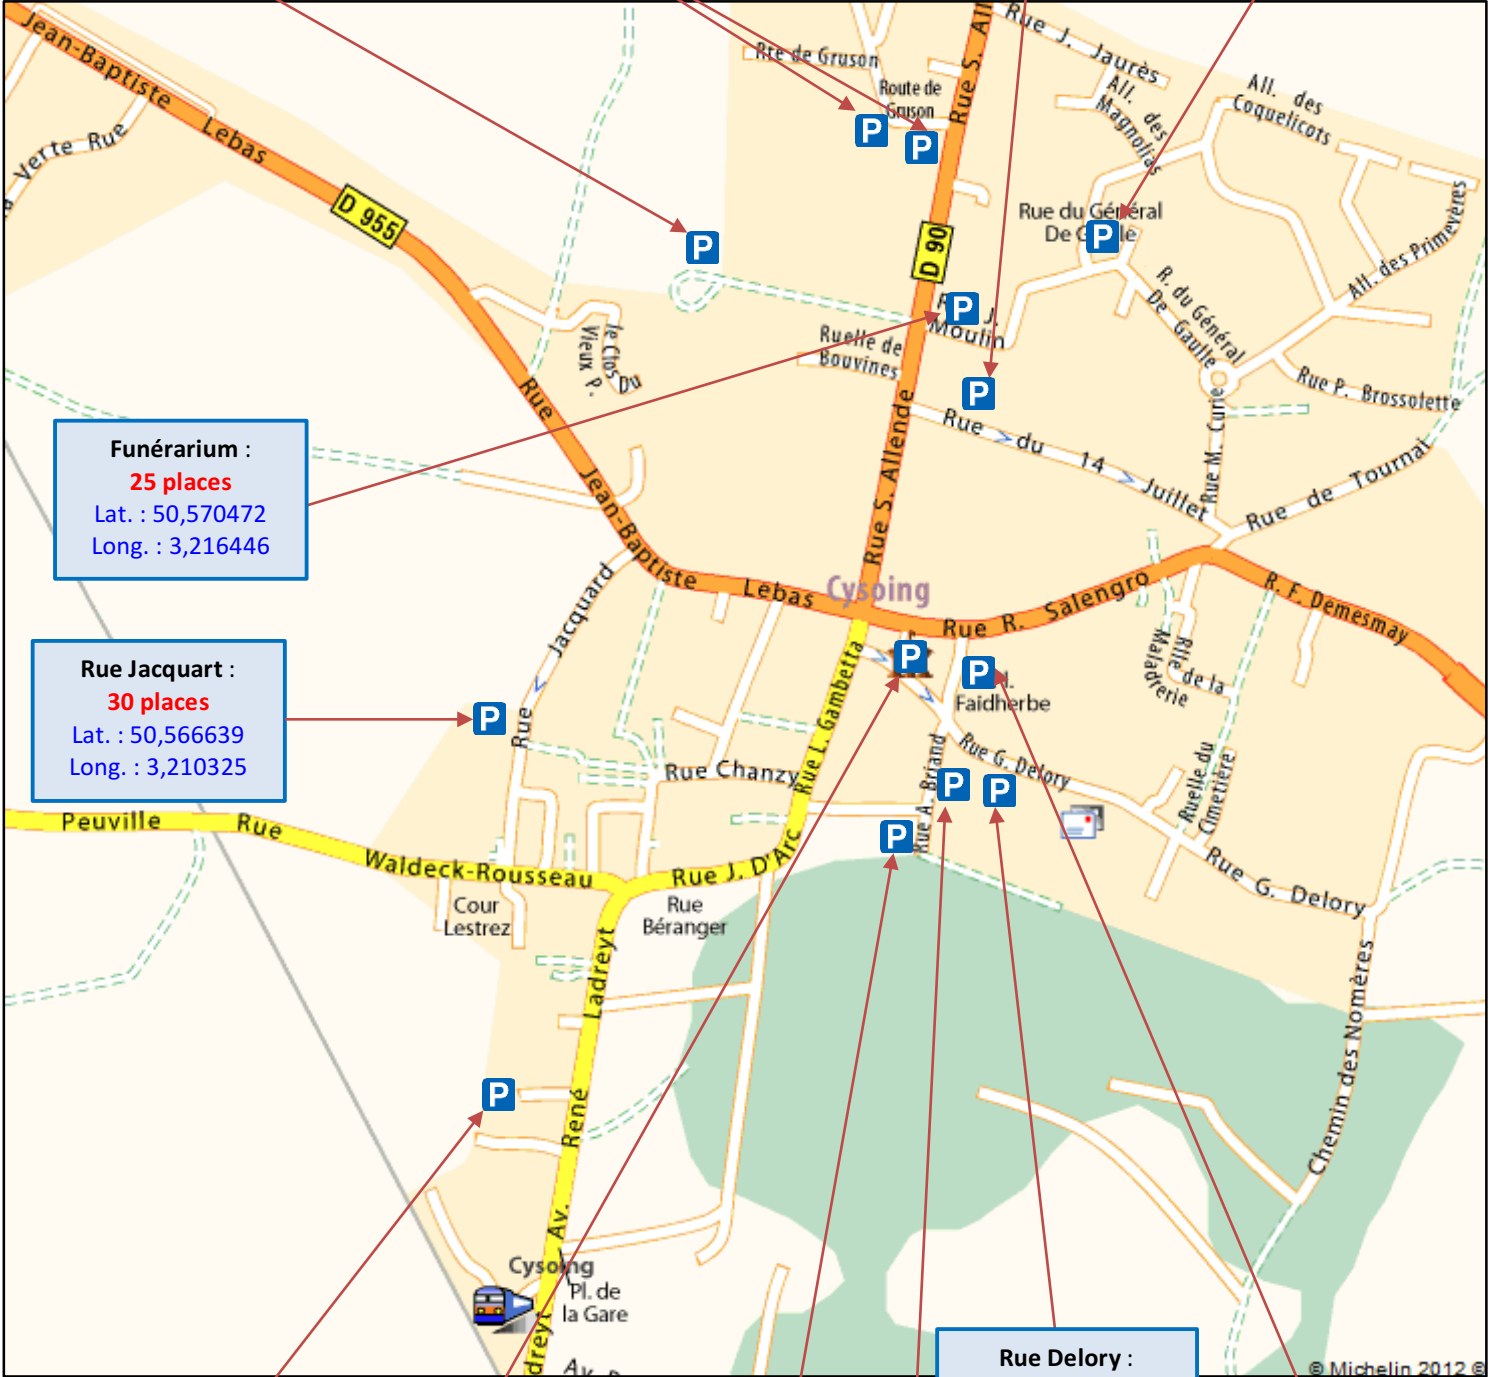 Jean-Baptiste
Lebas
Verte Rue
D 955
Rte de Gruson
Route de
Gruson
P
P
Rue S. All
Rue J. Jaurès
All. des
Magnolias
All. des
Coquelicots
All. des Primevères
Rue du Général
P
P
D 90
P
J.
Moulin
R. du Général
De Gaulle
Ruelle de
Bouvines
le Clos Du
Vieux P.
P
Rue P. Brossolette
Rue du 14 Juillet
Rue M. Curie
Rue de Tournai
Rue S. Allende
Rue
Jean-Baptiste
Lebas
Funérarium :
25 places
Lat. : 50,570472
Long. : 3,216446
Cysoing
Rue R. Salengro
R. F. Demesmay
Rue Jacquard
Rue Jacquart :
30 places
Lat. : 50,566639
Long. : 3,210325
P
P
P
Faidherbe
Rlle de la
Maladrerie
Rue L. Gambetta
Rue Chanzy
Rue A. Briand
Rue G. Delory
P
P
P
Ruelle du
Cimetière
Rue G. Delory
Peuville
Rue
Waldeck-Rousseau
Rue J. D'Arc
Cour
Lestrez
Rue
Béranger
Av. René Ladreyt
P
Chemin des Nomères
Cysoing
Pl. de
la Gare
dreyt
Rue Delory :
© Michelin 2012 ©